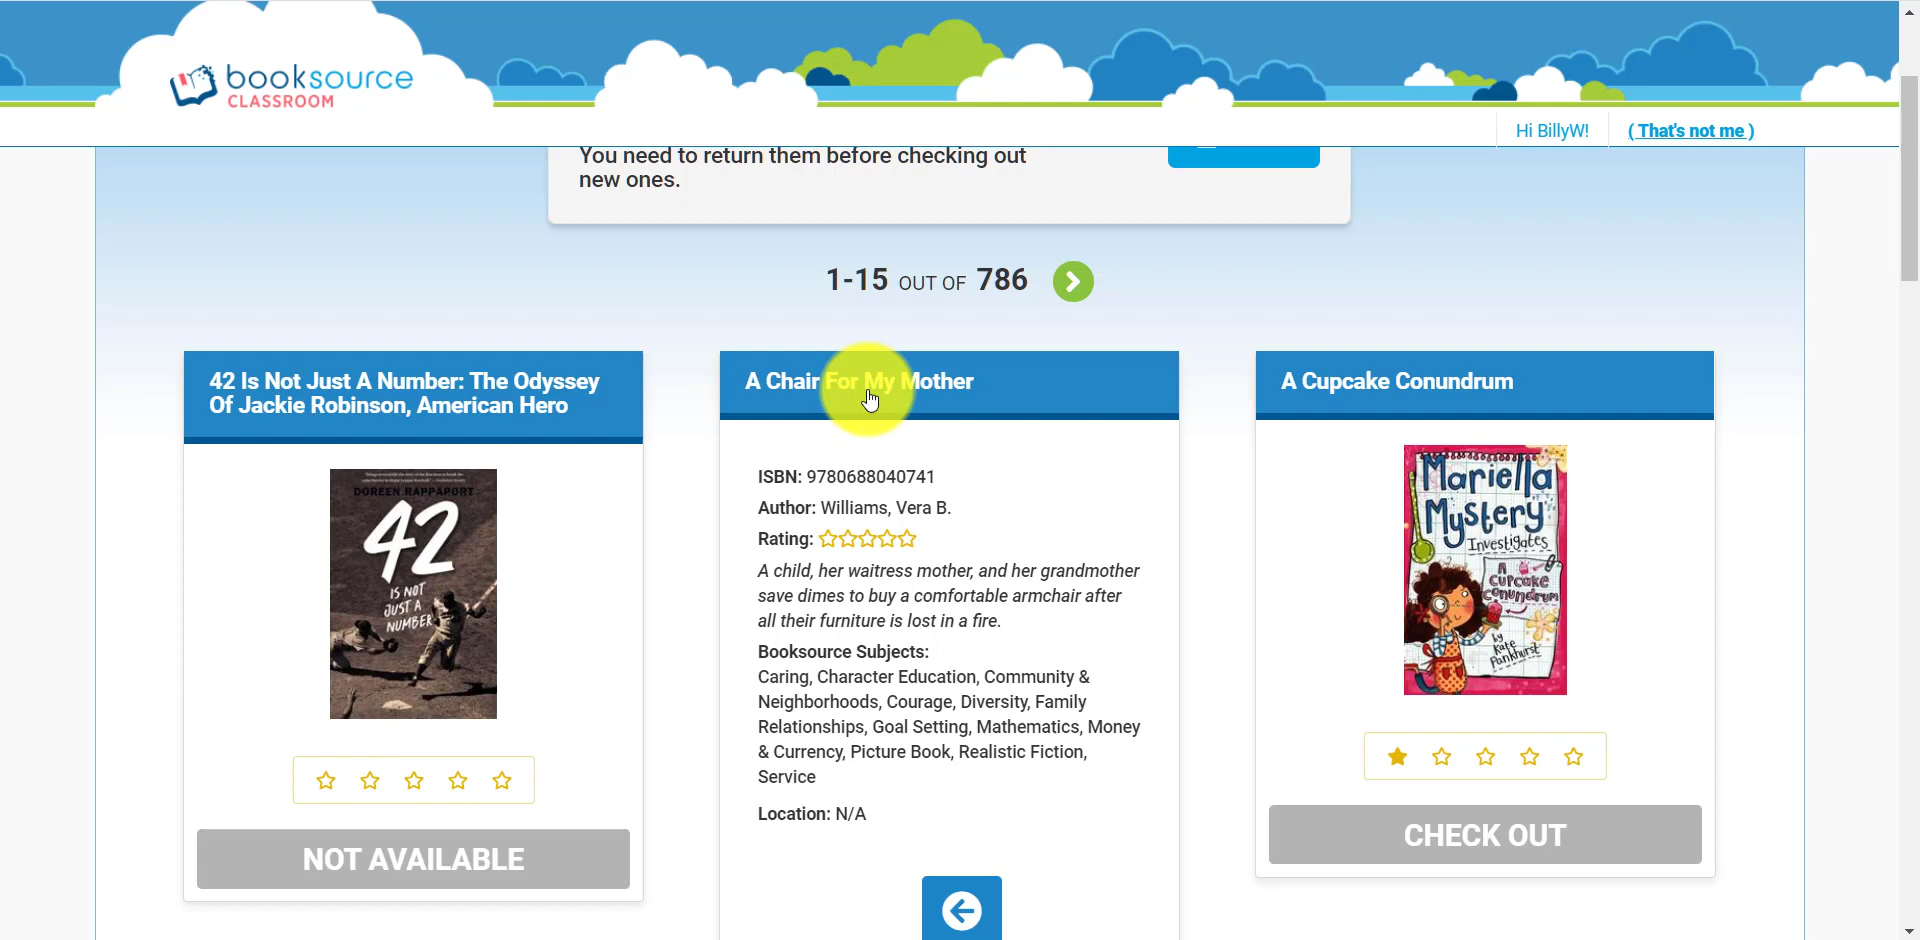 booksource
CLASSROOM
Hi BillyW!
( That's not me )
You need to return them before checking out
new ones.
1-15 OUT OF 786
42 Is Not Just A Number: The Odyssey
Of Jackie Robinson, American Hero
DOREEN RAPPAPORT
42
IS NOT
JUST A
NUMBER
NOT AVAILABLE
A Chair For My Mother
ISBN: 9780688040741
Author: Williams, Vera B.
Rating:
A child, her waitress mother, and her grandmother
save dimes to buy a comfortable armchair after
all their furniture is lost in a fire.
Booksource Subjects:
Caring, Character Education, Community &
Neighborhoods, Courage, Diversity, Family
Relationships, Goal Setting, Mathematics, Money
& Currency, Picture Book, Realistic Fiction,
Service
Location: N/A
A Cupcake Conundrum
Mariella
Mystery
Investigates
A
CUPCAKE
CONUNDRUM
by
Kate
Pankhurst
CHECK OUT